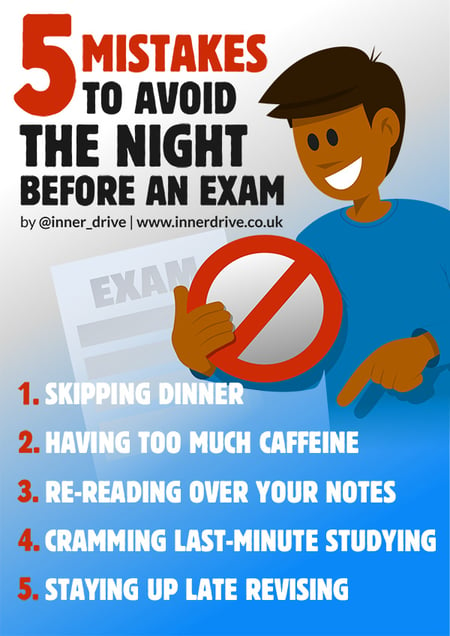 5 MISTAKES
TO AVOID
THE NIGHT
BEFORE AN EXAM
by @inner_drive | www.innerdrive.co.uk
EXAM
1. SKIPPING DINNER
2. HAVING TOO MUCH CAFFEINE
3. RE-READING OVER YOUR NOTES
4. CRAMMING LAST-MINUTE STUDYING
5. STAYING UP LATE REVISING